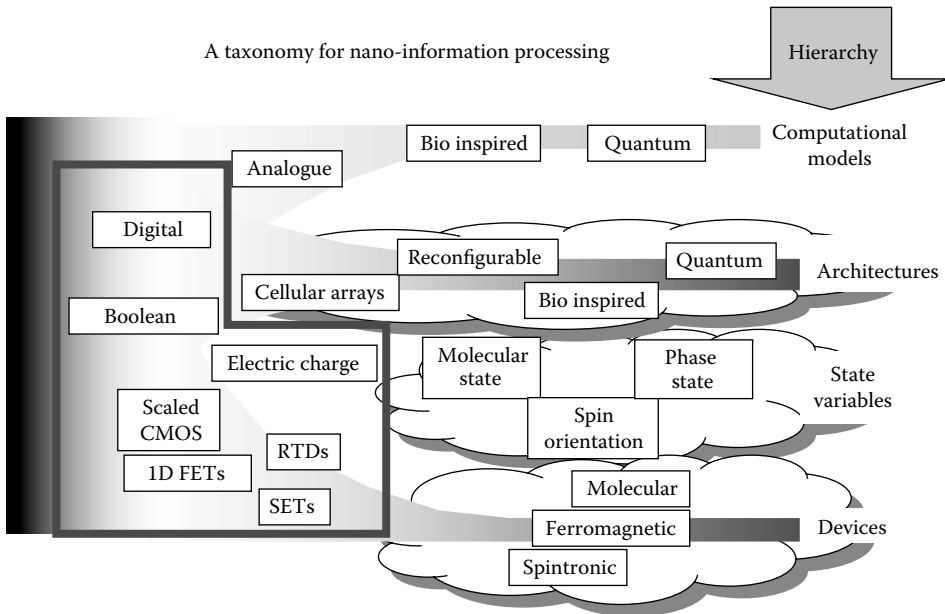 A taxonomy for nano-information processing
Hierarchy
Bio inspired
Quantum
Computational
models
Analogue
Digital
Reconfigurable
Quantum
Architectures
Cellular arrays
Bio inspired
Boolean
Electric charge
Molecular
state
Phase
state
State
variables
Scaled
CMOS
Spin
orientation
RTDs
1D FETs
Molecular
SETs
Ferromagnetic
Devices
Spintronic